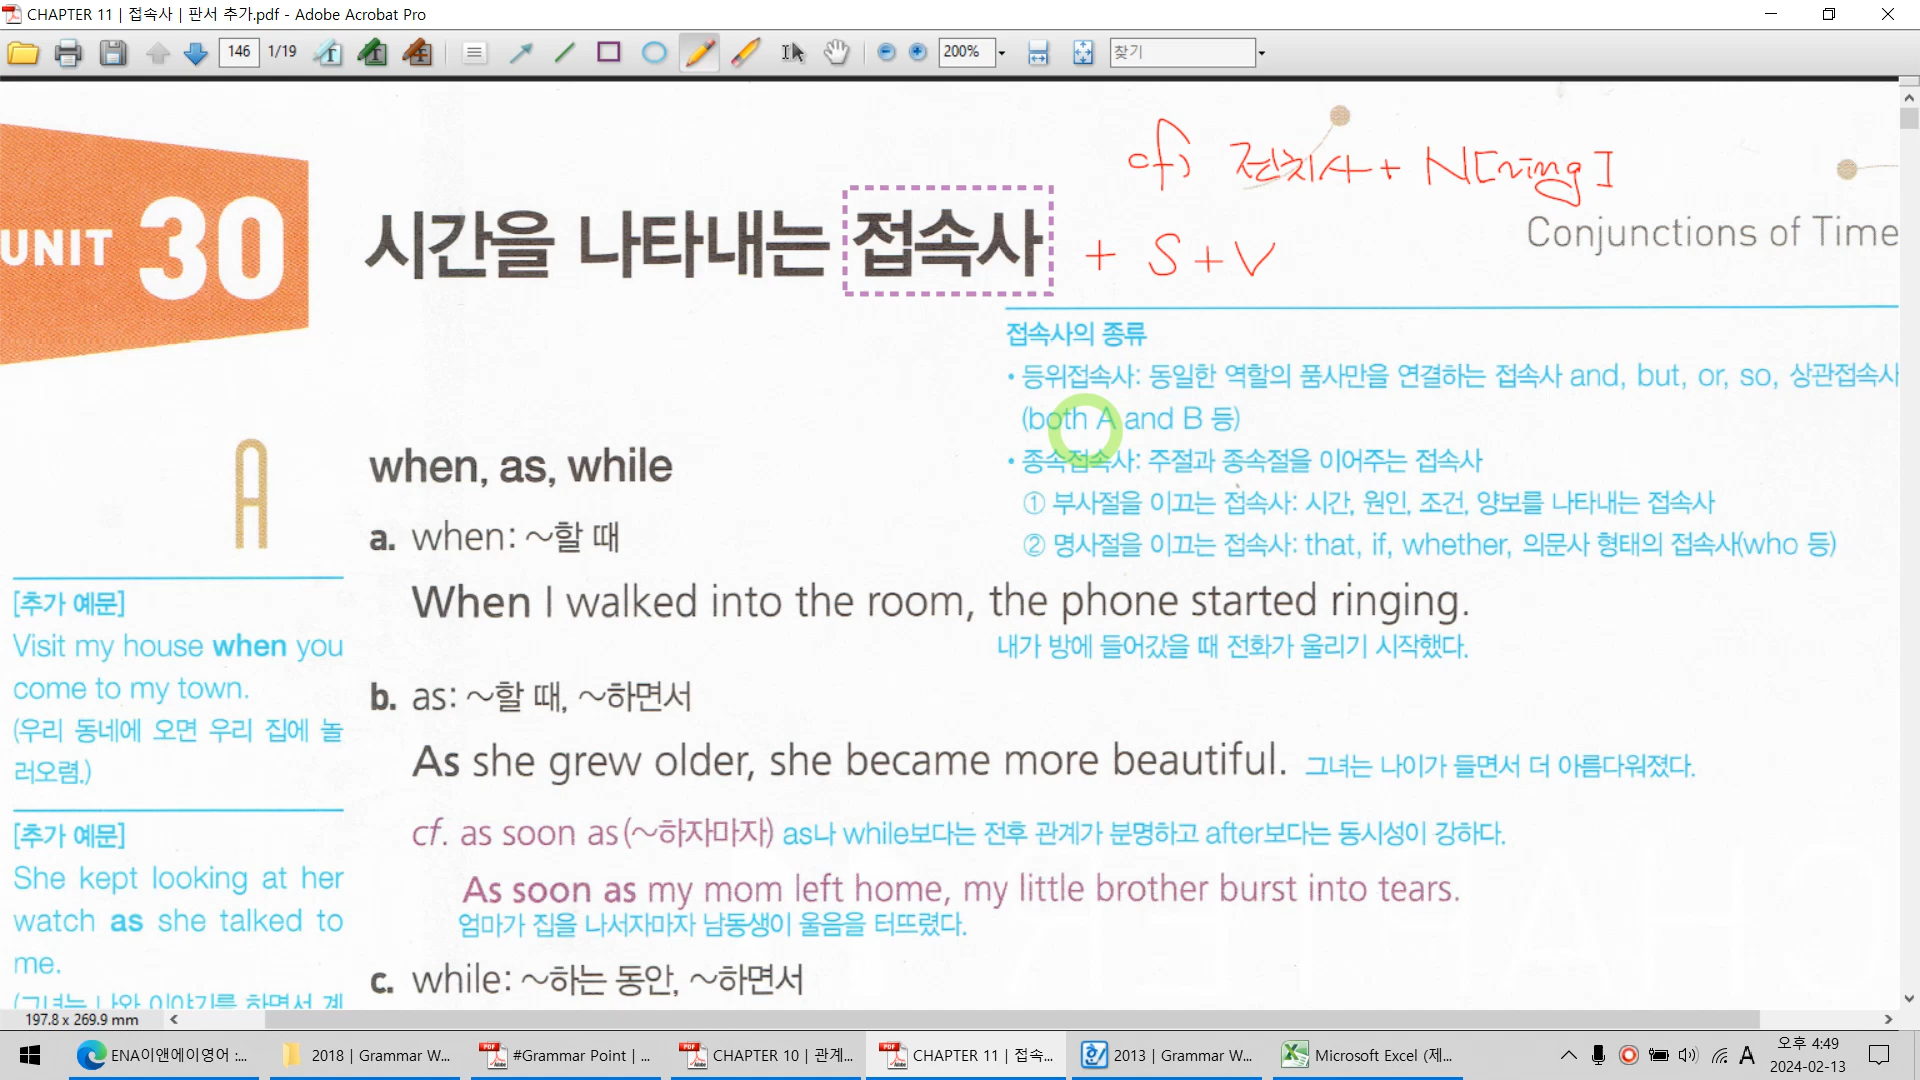 CHAPTER 11 | 접속사 | 판서 추가.pdf - Adobe Acrobat Pro
146 1/19 200% 찾기
cf) 전치사 + N[ving]
UNIT 30 시간을 나타내는 접속사 + S + V
Conjunctions of Time
접속사의 종류
• 등위접속사: 동일한 역할의 품사만을 연결하는 접속사 and, but, or, so, 상관접속사
(both A and B 등)
• 종속접속사: 주절과 종속절을 이어주는 접속사
① 부사절을 이끄는 접속사: 시간, 원인, 조건, 양보를 나타내는 접속사
② 명사절을 이끄는 접속사: that, if, whether, 의문사 형태의 접속사(who 등)
A
when, as, while
a. when: ~할 때
When I walked into the room, the phone started ringing.
내가 방에 들어갔을 때 전화가 울리기 시작했다.
b. as: ~할 때, ~하면서
As she grew older, she became more beautiful. 그녀는 나이가 들면서 더 아름다워졌다.
cf. as soon as(~하자마자) as나 while보다는 전후 관계가 분명하고 after보다는 동시성이 강하다.
As soon as my mom left home, my little brother burst into tears.
엄마가 집을 나서자마자 남동생이 울음을 터뜨렸다.
c. while: ~하는 동안, ~하면서
[추가 예문]
Visit my house when you
come to my town.
(우리 동네에 오면 우리 집에 놀
러오렴.)
[추가 예문]
She kept looking at her
watch as she talked to
me.
(그녀는 나와 이야기를 하면서 계
197.8 x 269.9 mm
ENA이앤에이영어 :...
2018 | Grammar W...
#Grammar Point | ...
CHAPTER 10 | 관계...
CHAPTER 11 | 접속...
2013 | Grammar W...
Microsoft Excel (제...
A
오후 4:49
2024-02-13